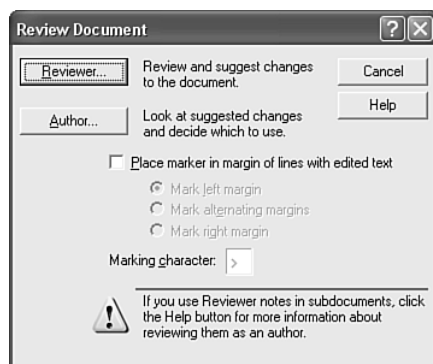 Review Document
Reviewer...
Review and suggest changes
to the document.
Cancel
Help
Author...
Look at suggested changes
and decide which to use.
Place marker in margin of lines with edited text
Mark left margin
Mark alternating margins
Mark right margin
Marking character: >
If you use Reviewer notes in subdocuments, click
the Help button for more information about
reviewing them as an author.